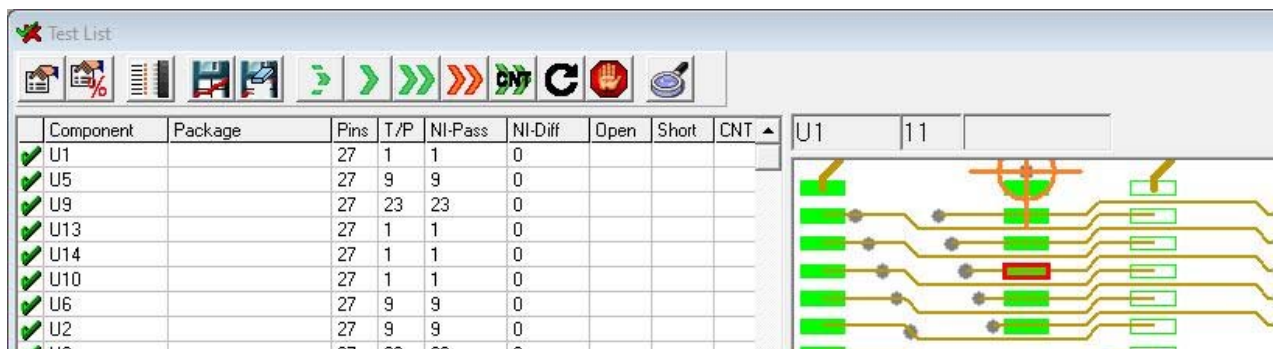 Test List
CNT
Component Package Pins T/P NI-Pass NI-Diff Open Short CNT
U1 11
U1 27 1 1 0
U5 27 9 9 0
U9 27 23 23 0
U13 27 1 1 0
U14 27 1 1 0
U10 27 1 1 0
U6 27 9 9 0
U2 27 9 9 0